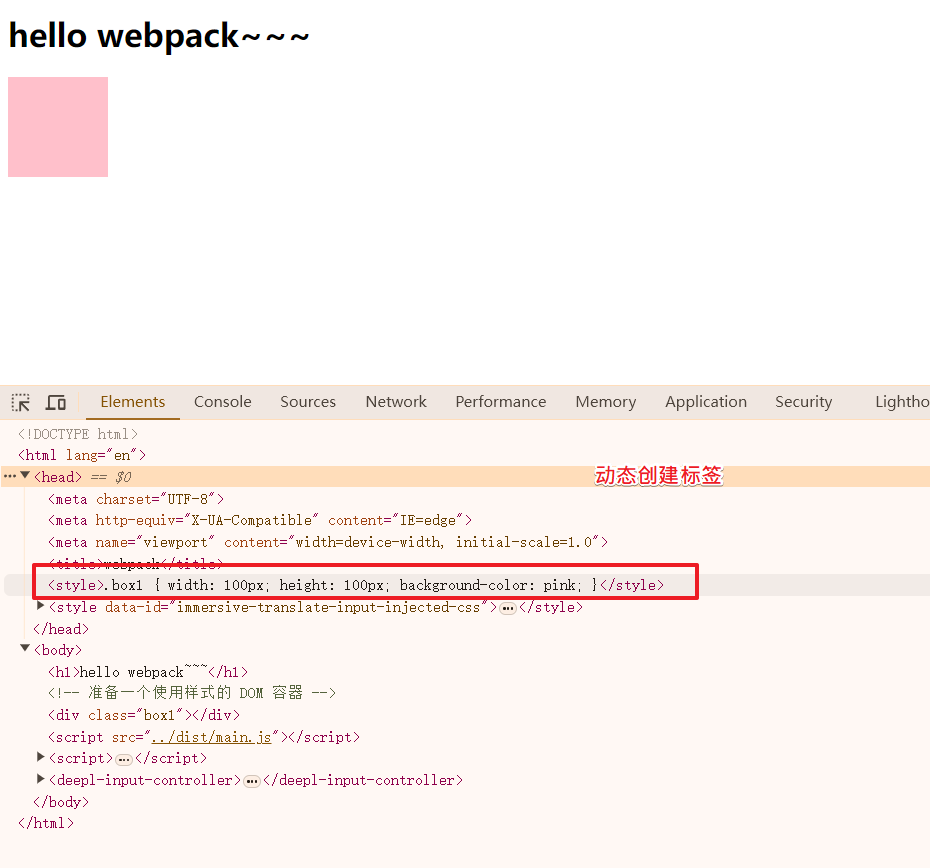 hello webpack~~~
Elements Console Sources Network Performance Memory Application Security Lightho
<!DOCTYPE html>
<html lang="en">
<head> == $0
动态创建标签
<meta charset="UTF-8">
<meta http-equiv="X-UA-Compatible" content="IE=edge">
<meta name="viewport" content="width=device-width, initial-scale=1.0">
<title>webpack</title>
<style>.box1 { width: 100px; height: 100px; background-color: pink; }</style>
<style data-id="immersive-translate-input-injected-css">…</style>
</head>
<body>
<h1>hello webpack~~~</h1>
<!-- 准备一个使用样式的 DOM 容器 -->
<div class="box1"></div>
<script src="../dist/main.js"></script>
<script>…</script>
<deepl-input-controller>…</deepl-input-controller>
</body>
</html>